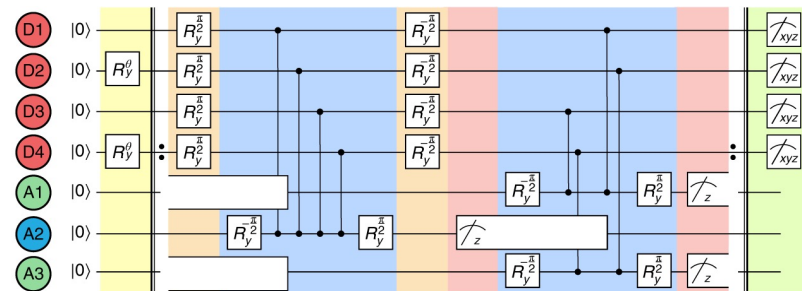 D1 |0⟩ R_y^{π/2} R_y^{-π/2} xyz
D2 |0⟩ R_y^θ R_y^{π/2} R_y^{-π/2} xyz
D3 |0⟩ R_y^{π/2} R_y^{-π/2} xyz
D4 |0⟩ R_y^θ R_y^{π/2} R_y^{-π/2} xyz
A1 |0⟩ R_y^{-π/2} R_y^{π/2} z
A2 |0⟩ R_y^{-π/2} R_y^{π/2} z
A3 |0⟩ R_y^{-π/2} R_y^{π/2} z